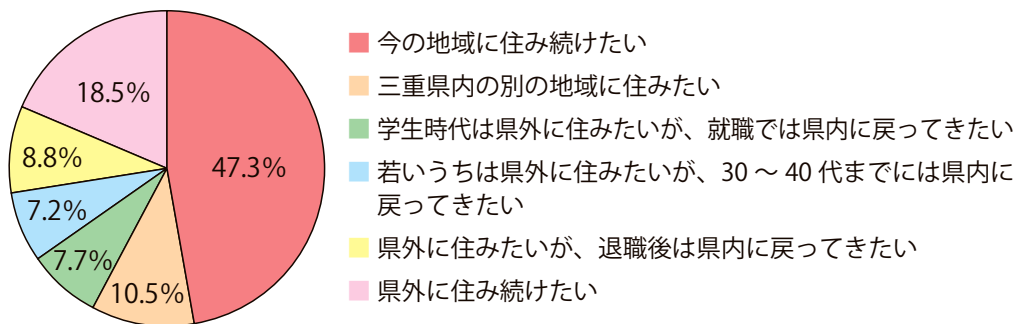 18.5%
8.8%
7.2%
7.7%
10.5%
47.3%
今の地域に住み続けたい
三重県内の別の地域に住みたい
学生時代は県外に住みたいが、就職では県内に戻ってきたい
若いうちは県外に住みたいが、30 ～ 40 代までには県内に
戻ってきたい
県外に住みたいが、退職後は県内に戻ってきたい
県外に住み続けたい